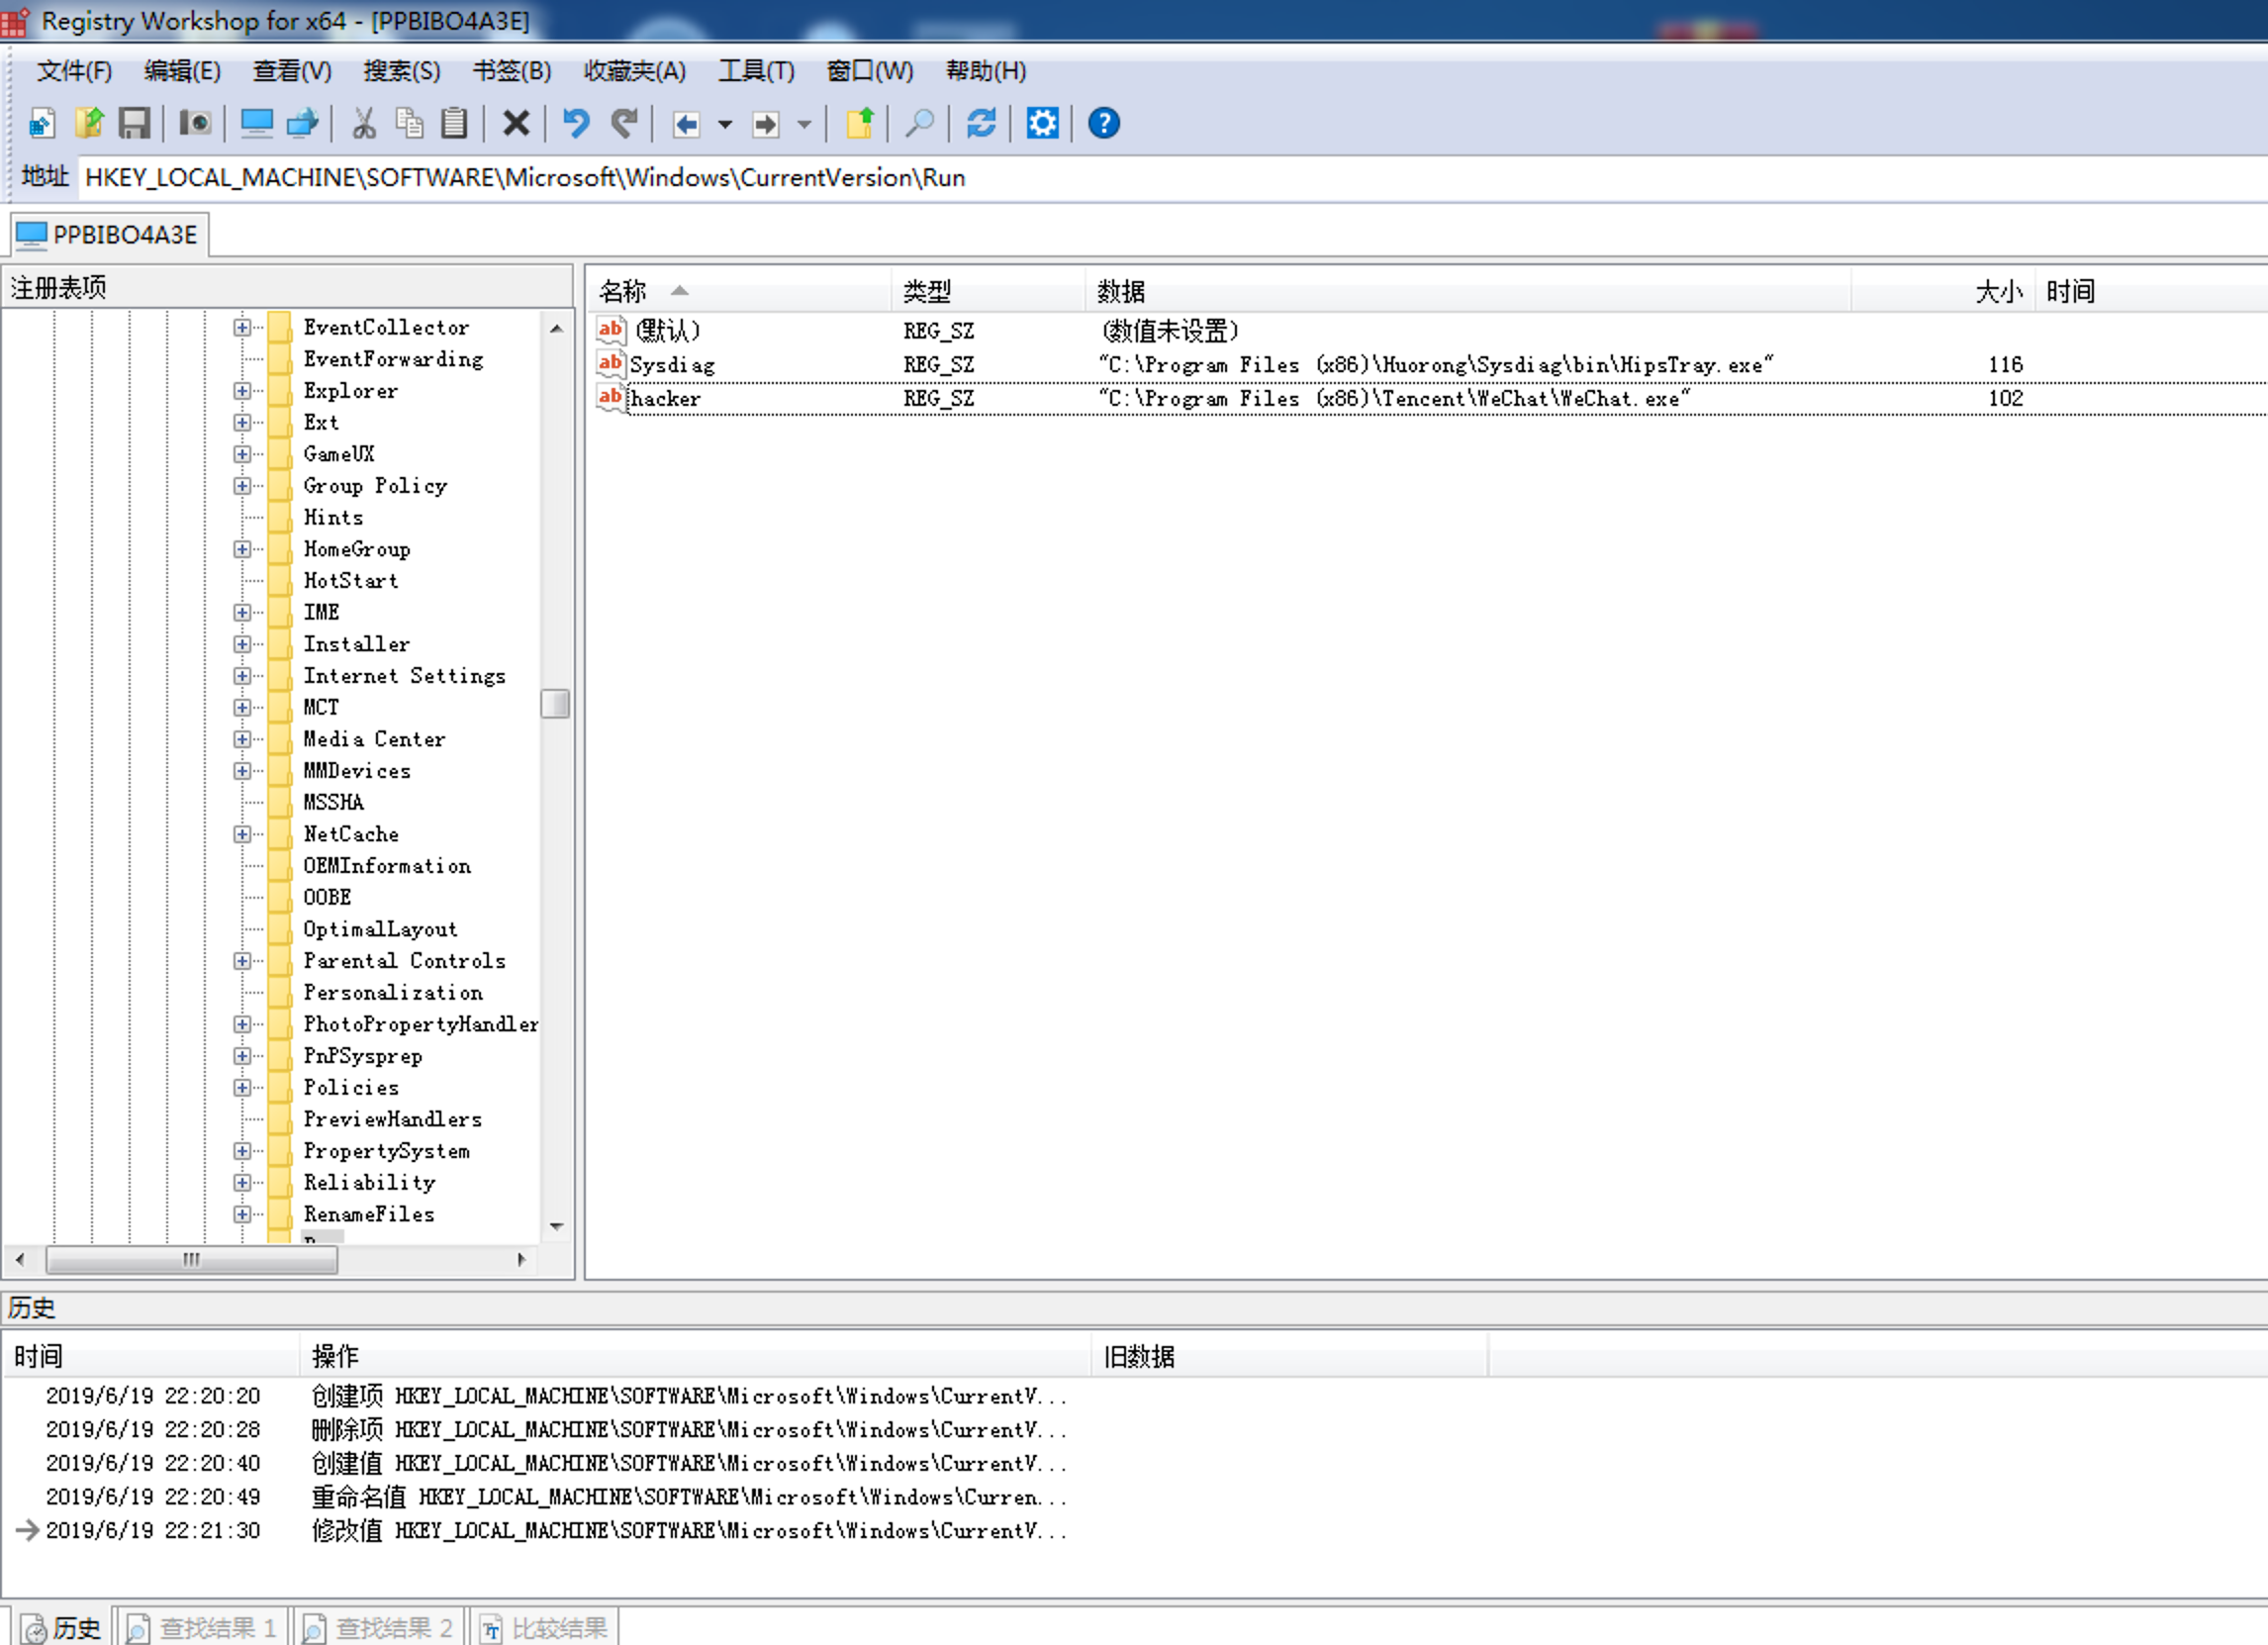 Registry Workshop for x64 - [PPBIBO4A3E]
文件(F) 编辑(E) 查看(V) 搜索(S) 书签(B) 收藏夹(A) 工具(T) 窗口(W) 帮助(H)
地址 HKEY_LOCAL_MACHINE\SOFTWARE\Microsoft\Windows\CurrentVersion\Run
PPBIBO4A3E
注册表项
EventCollector
EventForwarding
Explorer
Ext
GameUX
Group Policy
Hints
HomeGroup
HotStart
IME
Installer
Internet Settings
MCT
Media Center
MMDevices
MSSHA
NetCache
OEMInformation
OOBE
OptimalLayout
Parental Controls
Personalization
PhotoPropertyHandler
PnPSysprep
Policies
PreviewHandlers
PropertySystem
Reliability
RenameFiles
名称 类型 数据 大小 时间
ab (默认) REG_SZ (数值未设置)
ab Sysdiag REG_SZ "C:\Program Files (x86)\Huorong\Sysdiag\bin\HipsTray.exe" 116
ab hacker REG_SZ "C:\Program Files (x86)\Tencent\WeChat\WeChat.exe" 102
历史
时间 操作 旧数据
2019/6/19 22:20:20 创建项 HKEY_LOCAL_MACHINE\SOFTWARE\Microsoft\Windows\CurrentV...
2019/6/19 22:20:28 删除项 HKEY_LOCAL_MACHINE\SOFTWARE\Microsoft\Windows\CurrentV...
2019/6/19 22:20:40 创建值 HKEY_LOCAL_MACHINE\SOFTWARE\Microsoft\Windows\CurrentV...
2019/6/19 22:20:49 重命名值 HKEY_LOCAL_MACHINE\SOFTWARE\Microsoft\Windows\Curren...
2019/6/19 22:21:30 修改值 HKEY_LOCAL_MACHINE\SOFTWARE\Microsoft\Windows\CurrentV...
历史 查找结果 1 查找结果 2 比较结果